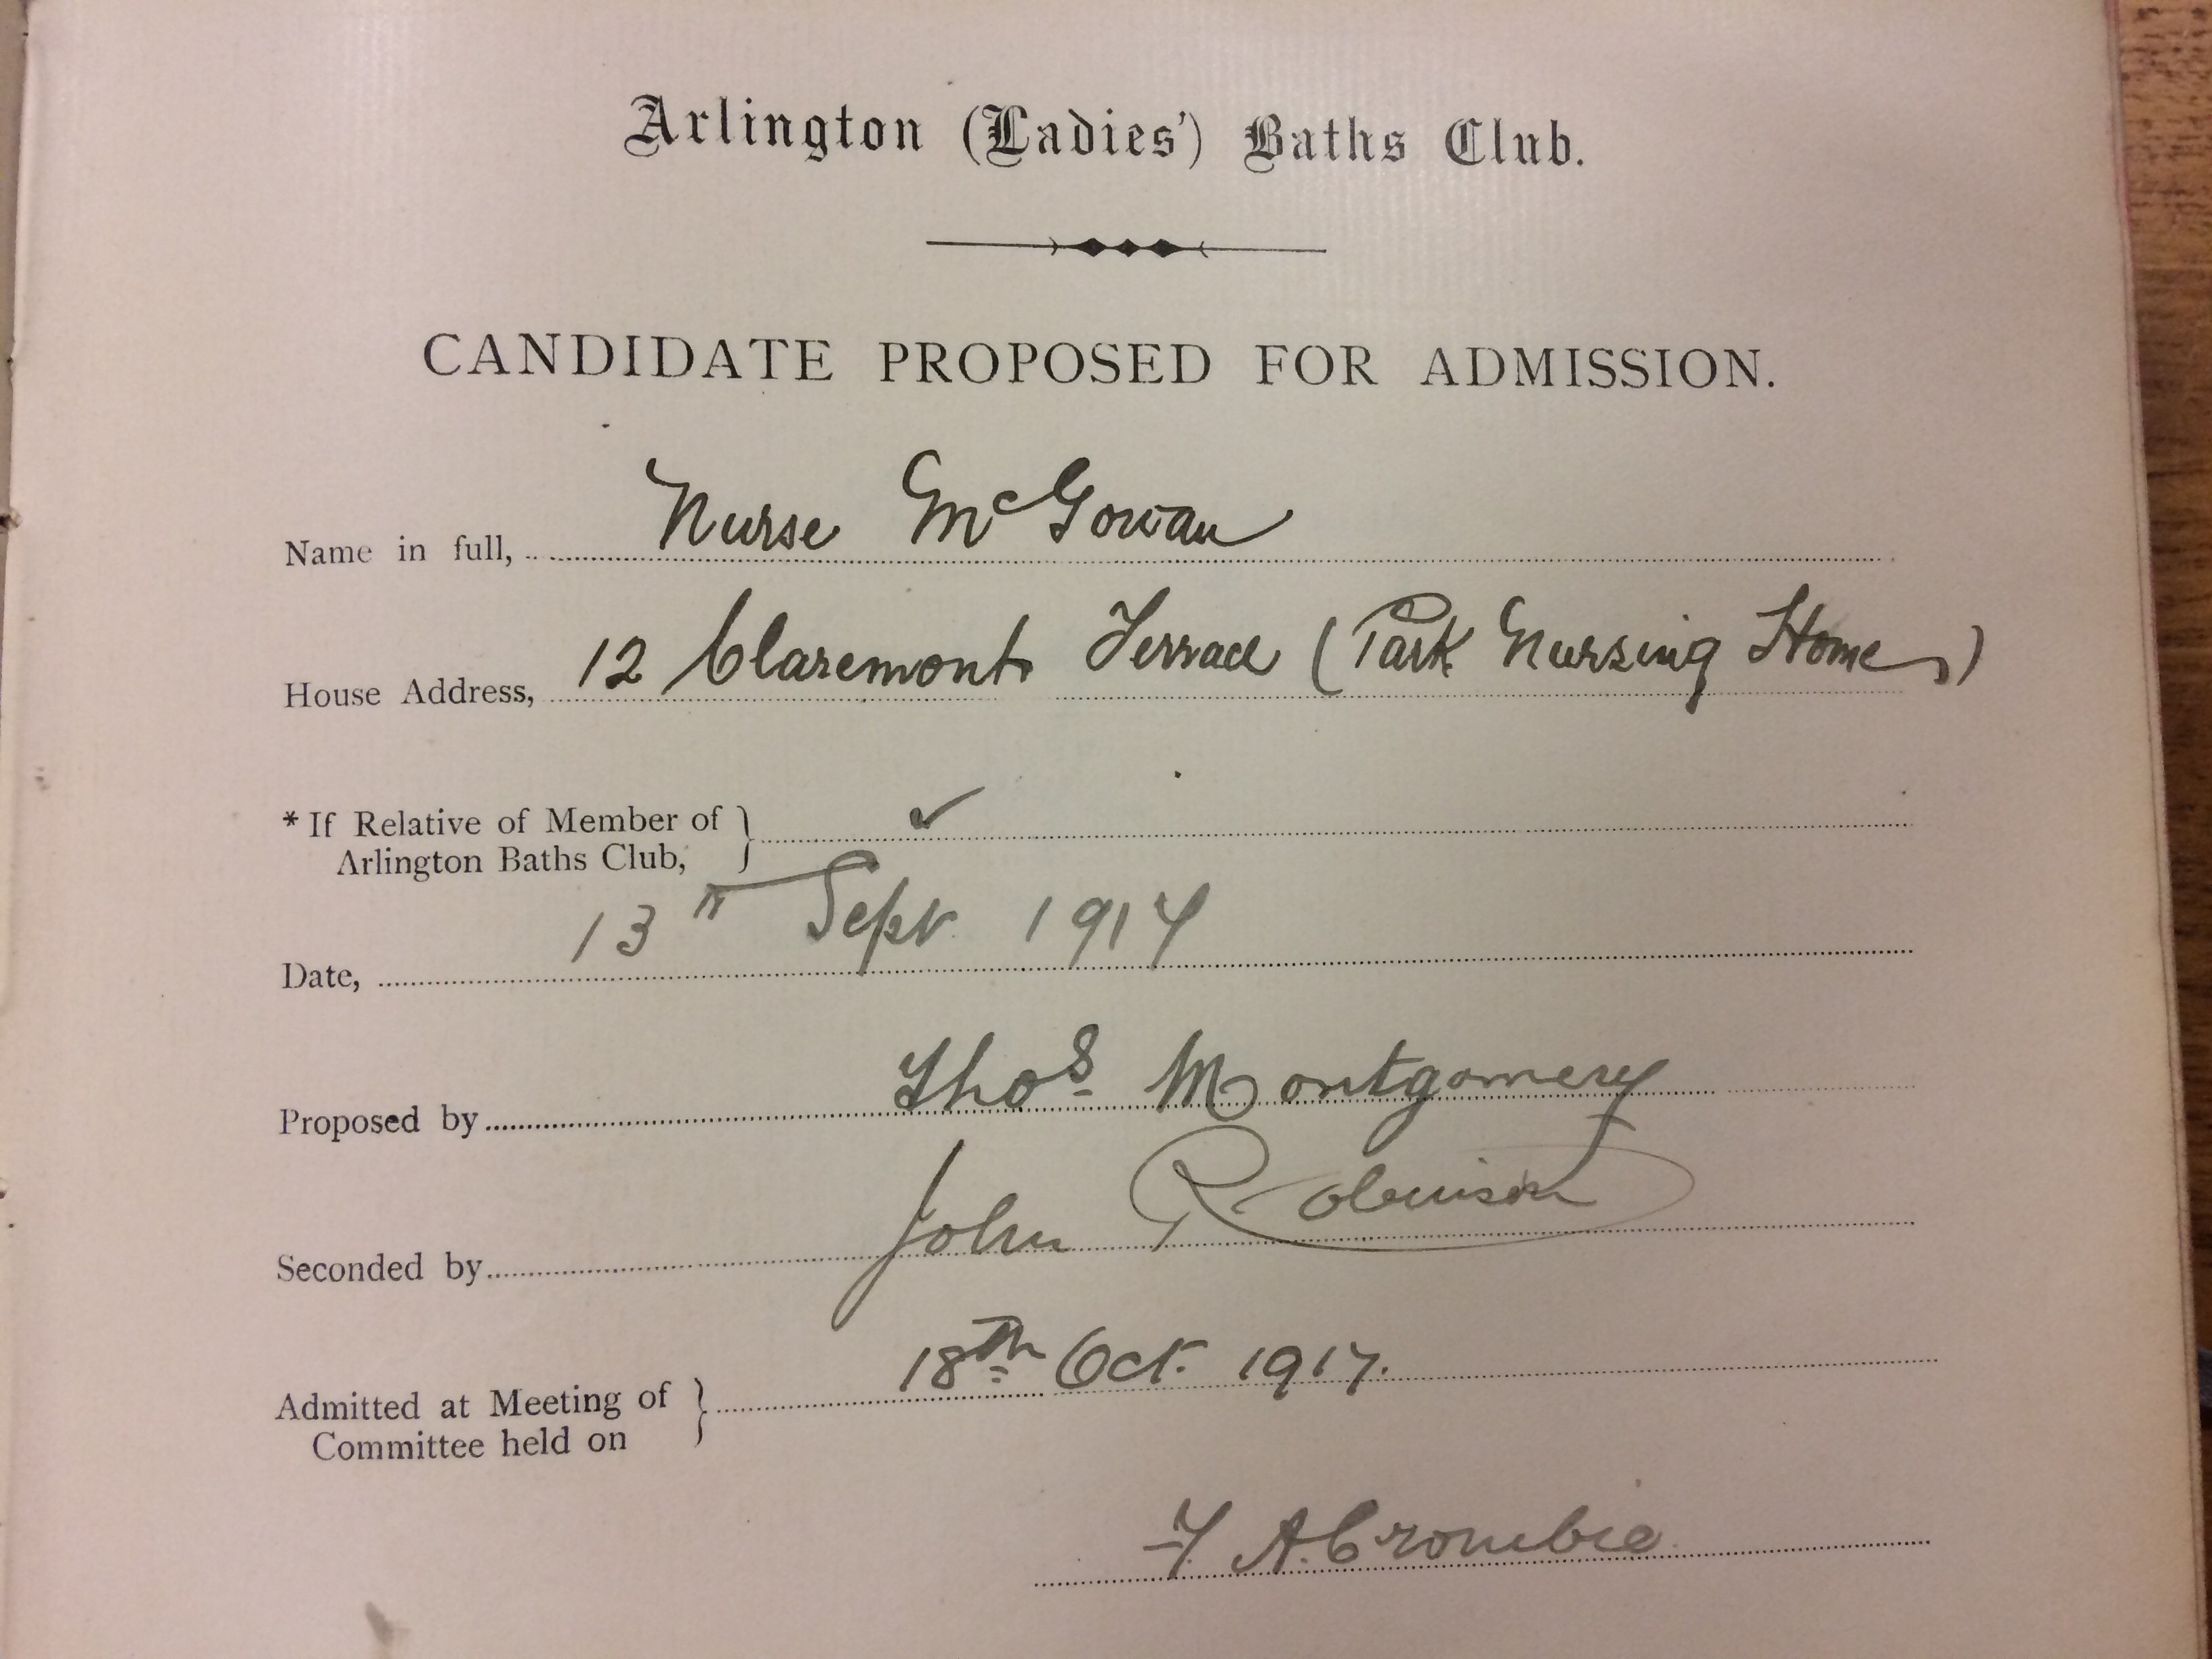 Arlington (Ladies') Baths Club.
CANDIDATE PROPOSED FOR ADMISSION.
Name in full, Nurse McGowan
House Address, 12 Claremont Terrace (Park Nursing Home)
* If Relative of Member of
Arlington Baths Club, ✓
Date, 13th Sept 1917
Proposed by Thos Montgomery
Seconded by John Robinson
Admitted at Meeting of
Committee held on 18th Oct. 1917.
A. Crombie